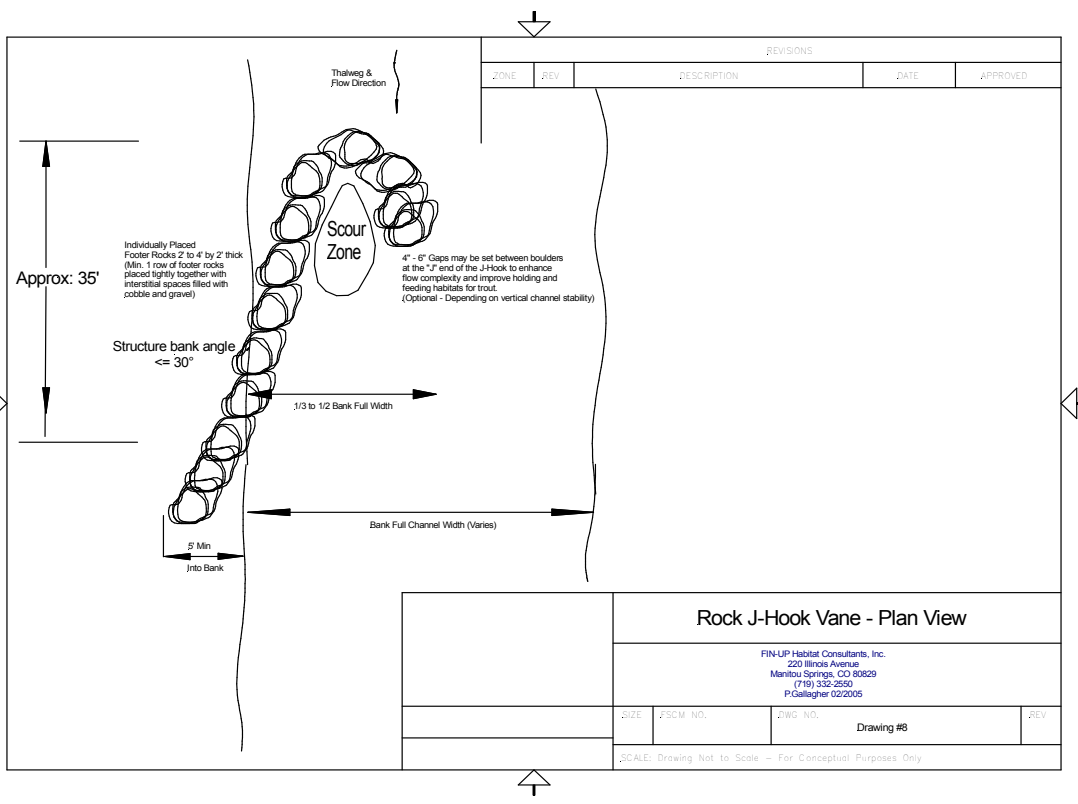 REVISIONS
ZONE REV DESCRIPTION DATE APPROVED
Thalweg &
Flow Direction
Scour
Zone
Individually Placed
Footer Rocks 2' to 4' by 2' thick
(Min. 1 row of footer rocks
placed tightly together with
interstitial spaces filled with
cobble and gravel)
4" - 6" Gaps may be set between boulders
at the "J" end of the J-Hook to enhance
flow complexity and improve holding and
feeding habitats for trout.
(Optional - Depending on vertical channel stability)
Approx: 35'
Structure bank angle
<= 30°
1/3 to 1/2 Bank Full Width
Bank Full Channel Width (Varies)
5' Min
Into Bank
Rock J-Hook Vane - Plan View
FIN-UP Habitat Consultants, Inc.
220 Illinois Avenue
Manitou Springs, CO 80829
(719) 332-2550
P.Gallagher 02/2005
SIZE FSCM NO. DWG NO. REV
Drawing #8
SCALE: Drawing Not to Scale – For Conceptual Purposes Only